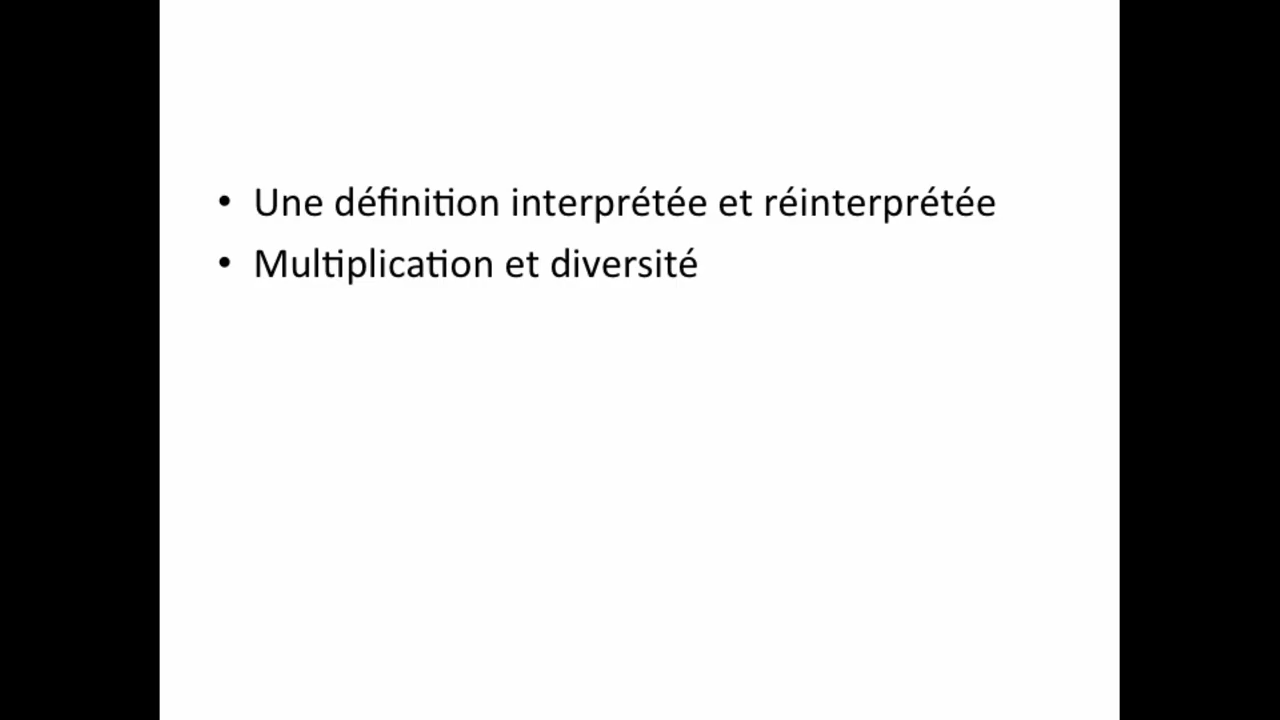 • Une définition interprétée et réinterprétée
• Multiplication et diversité